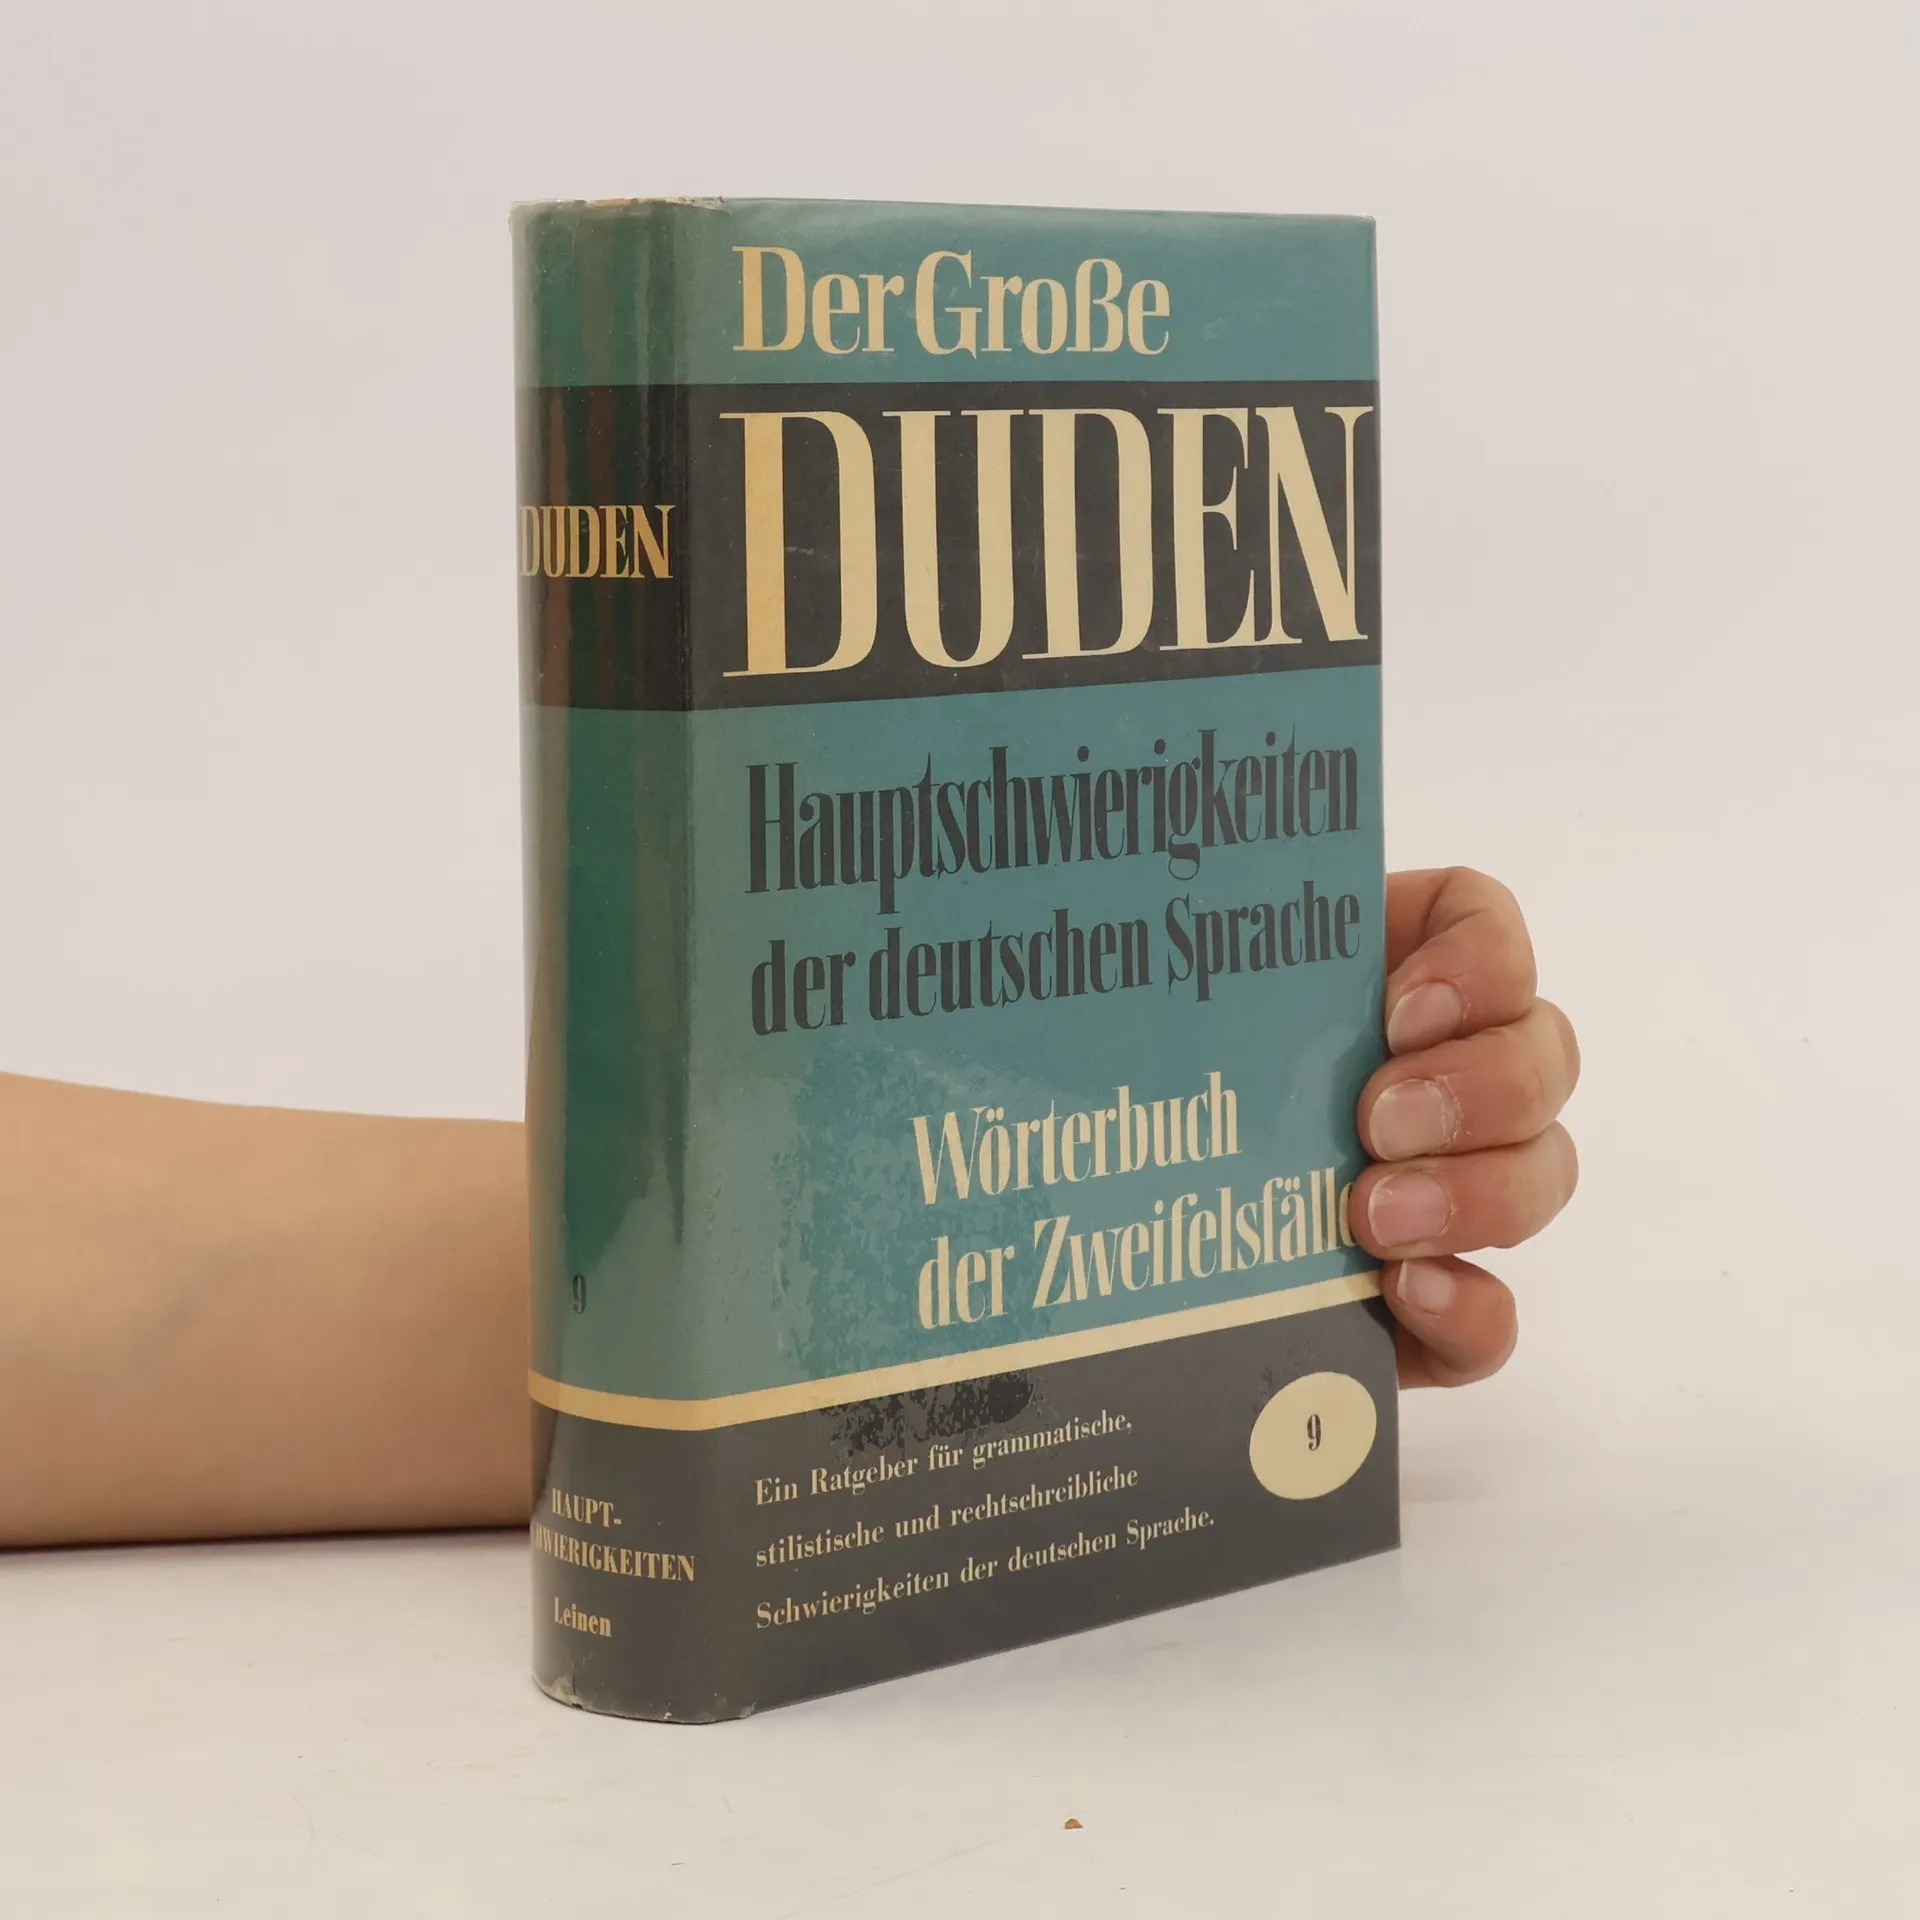 DUDEN
9
HAUPT-
Leinen
Der Große
DUDEN
Hauptschwierigkeiten
der deutschen Sprache
Wörterbuch
der Zweifelsfälle
Ein Ratgeber für grammatische,
stilistische und rechtschreibliche
Schwierigkeiten der deutschen Sprache.
9